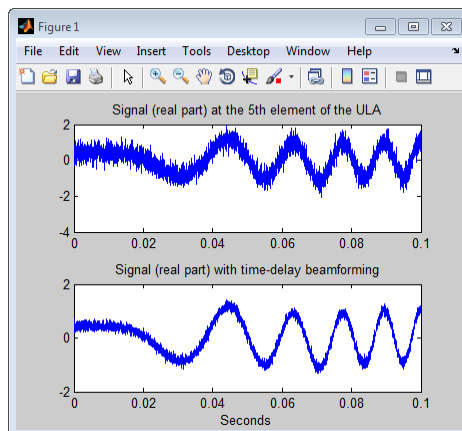 Figure 1
File Edit View Insert Tools Desktop Window Help
Signal (real part) at the 5th element of the ULA
2
0
-2
-4
0 0.02 0.04 0.06 0.08 0.1
Signal (real part) with time-delay beamforming
2
0
-2
0 0.02 0.04 0.06 0.08 0.1
Seconds